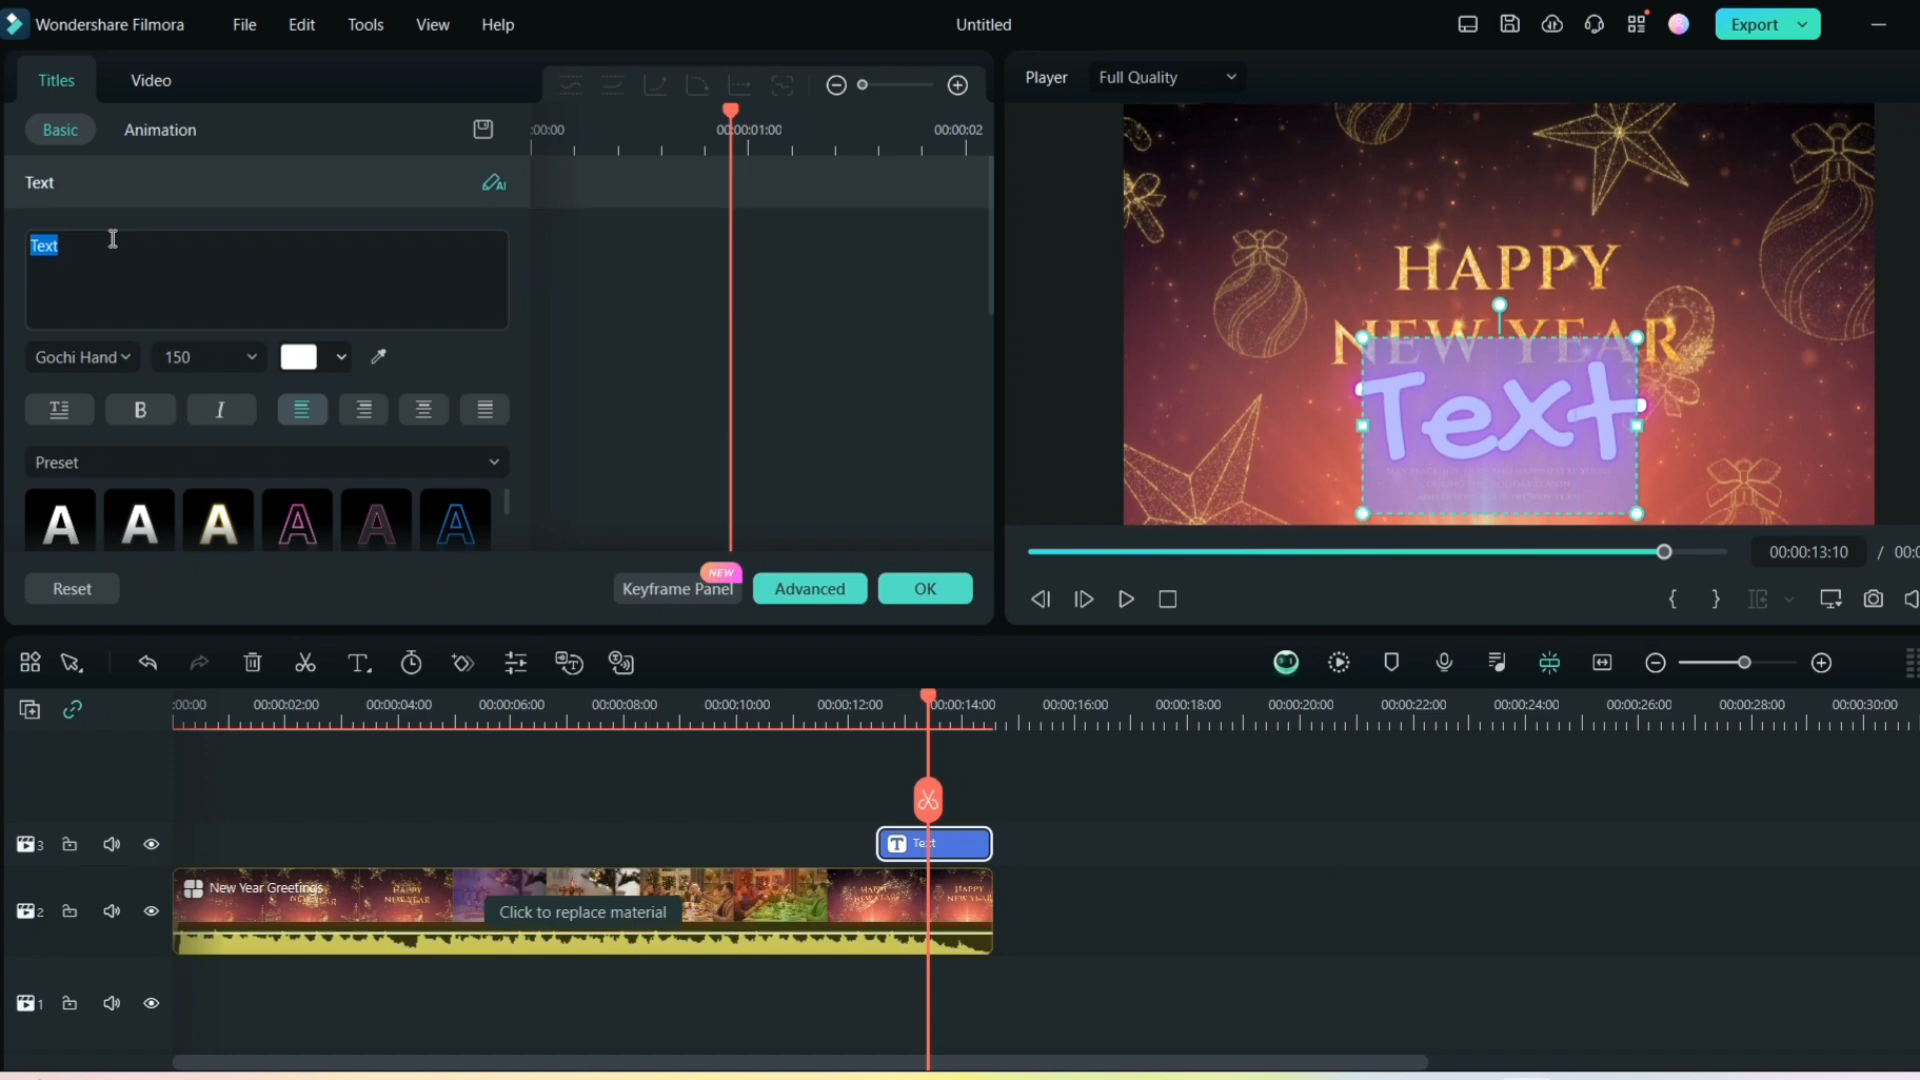 Wondershare Filmora
File
Edit
Tools
View
Help
Untitled
Export
Titles
Video
Basic
Animation
:00:00
00:00:01:00
00:00:02
Player
Full Quality
Text
AI
Text
Gochi Hand
150
B
I
Preset
A
A
A
A
A
A
Reset
NEW
Keyframe Panel
Advanced
OK
HAPPY
NEW YEAR
Text
00:00:13:10
/
00:0
:00:00
00:00:02:00
00:00:04:00
00:00:06:00
00:00:08:00
00:00:10:00
00:00:12:00
00:00:14:00
00:00:16:00
00:00:18:00
00:00:20:00
00:00:22:00
00:00:24:00
00:00:26:00
00:00:28:00
00:00:30:00
3
T
Text
2
New Year Greetings
Click to replace material
1